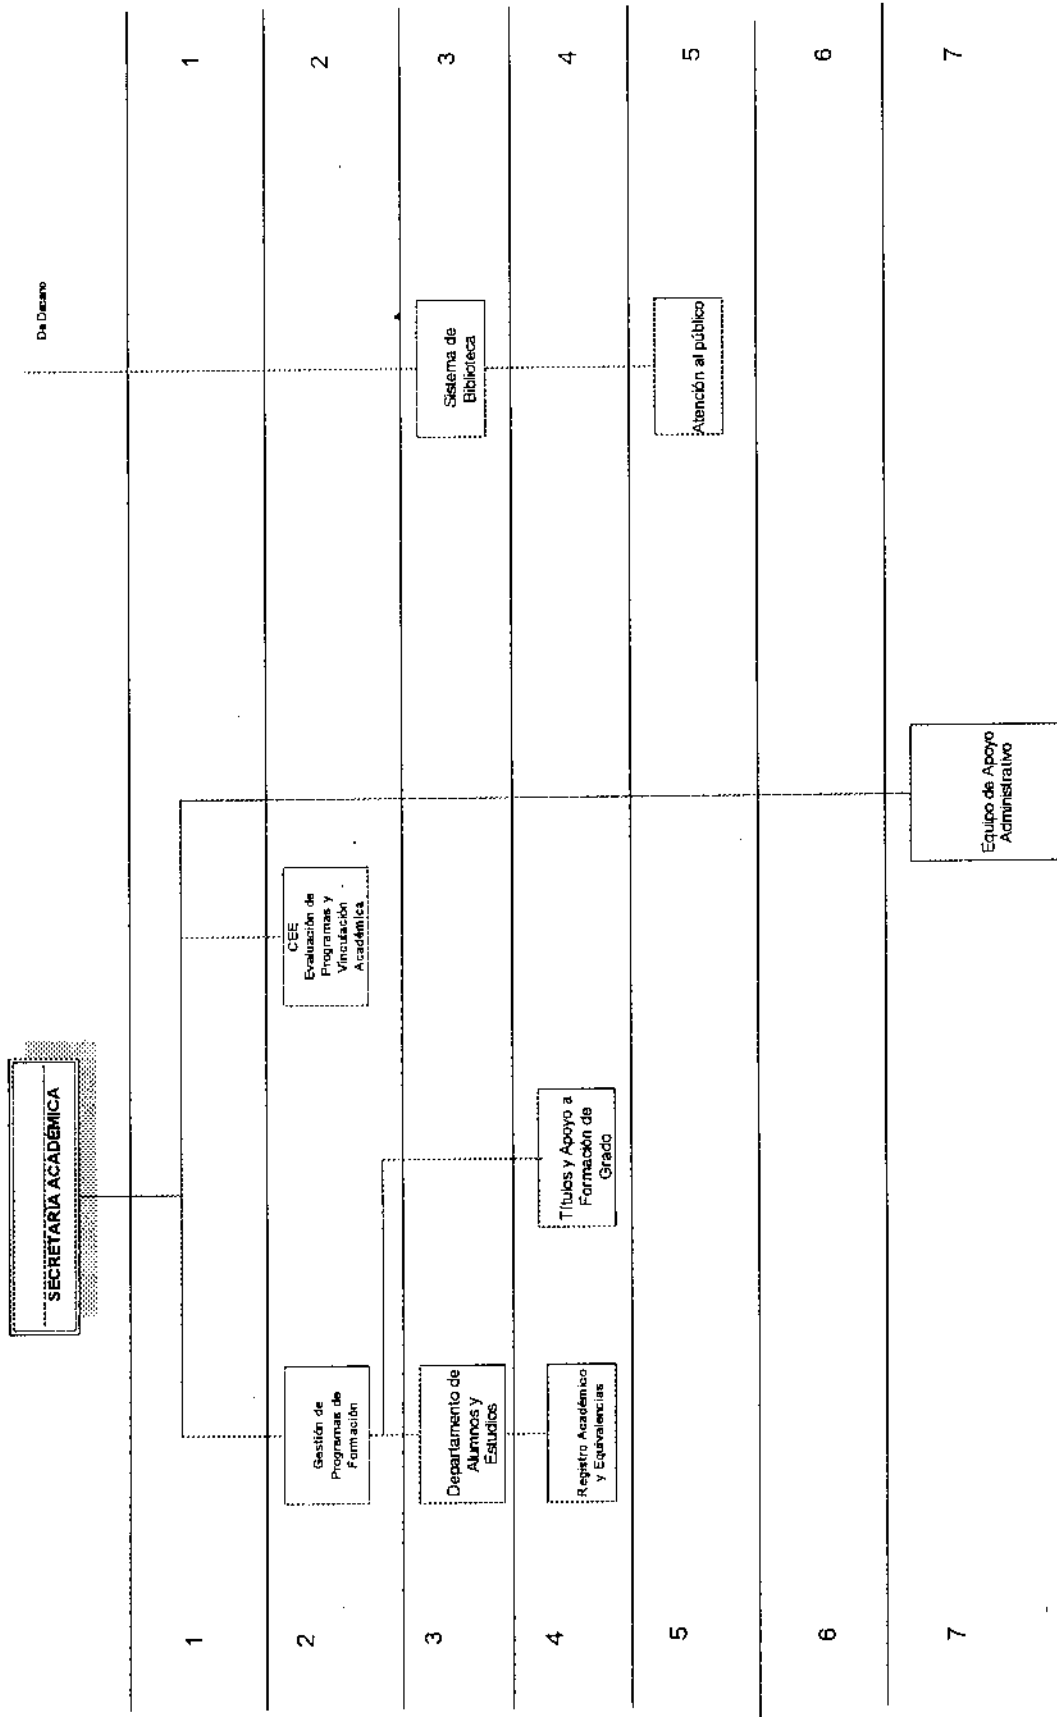 De Decano
SECRETARIA ACADÉMICA
1
1
2
Gestión de
Programas de
Formación
CEE
Evaluación de
Programas y
Vinculación
Académica
2
3
Departamento de
Alumnos y
Estudios
Sistema de
Biblioteca
3
4
Registro Académico
y Equivalencias
Títulos y Apoyo a
Formación de
Grado
4
5
Atención al público
5
6
6
7
Equipo de Apoyo
Administrativo
7